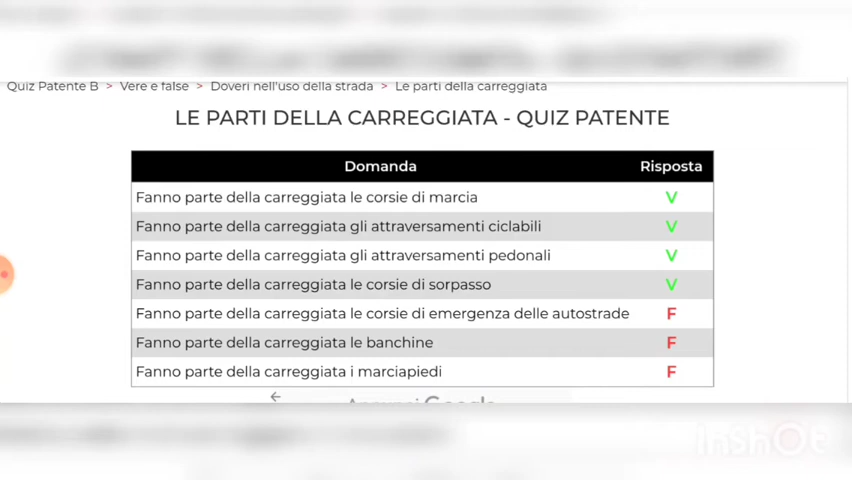 Quiz Patente B > Vere e false > Doveri nell'uso della strada > Le parti della carreggiata
LE PARTI DELLA CARREGGIATA - QUIZ PATENTE
Domanda Risposta
Fanno parte della carreggiata le corsie di marcia V
Fanno parte della carreggiata gli attraversamenti ciclabili V
Fanno parte della carreggiata gli attraversamenti pedonali V
Fanno parte della carreggiata le corsie di sorpasso V
Fanno parte della carreggiata le corsie di emergenza delle autostrade F
Fanno parte della carreggiata le banchine F
Fanno parte della carreggiata i marciapiedi F
Google
InShot